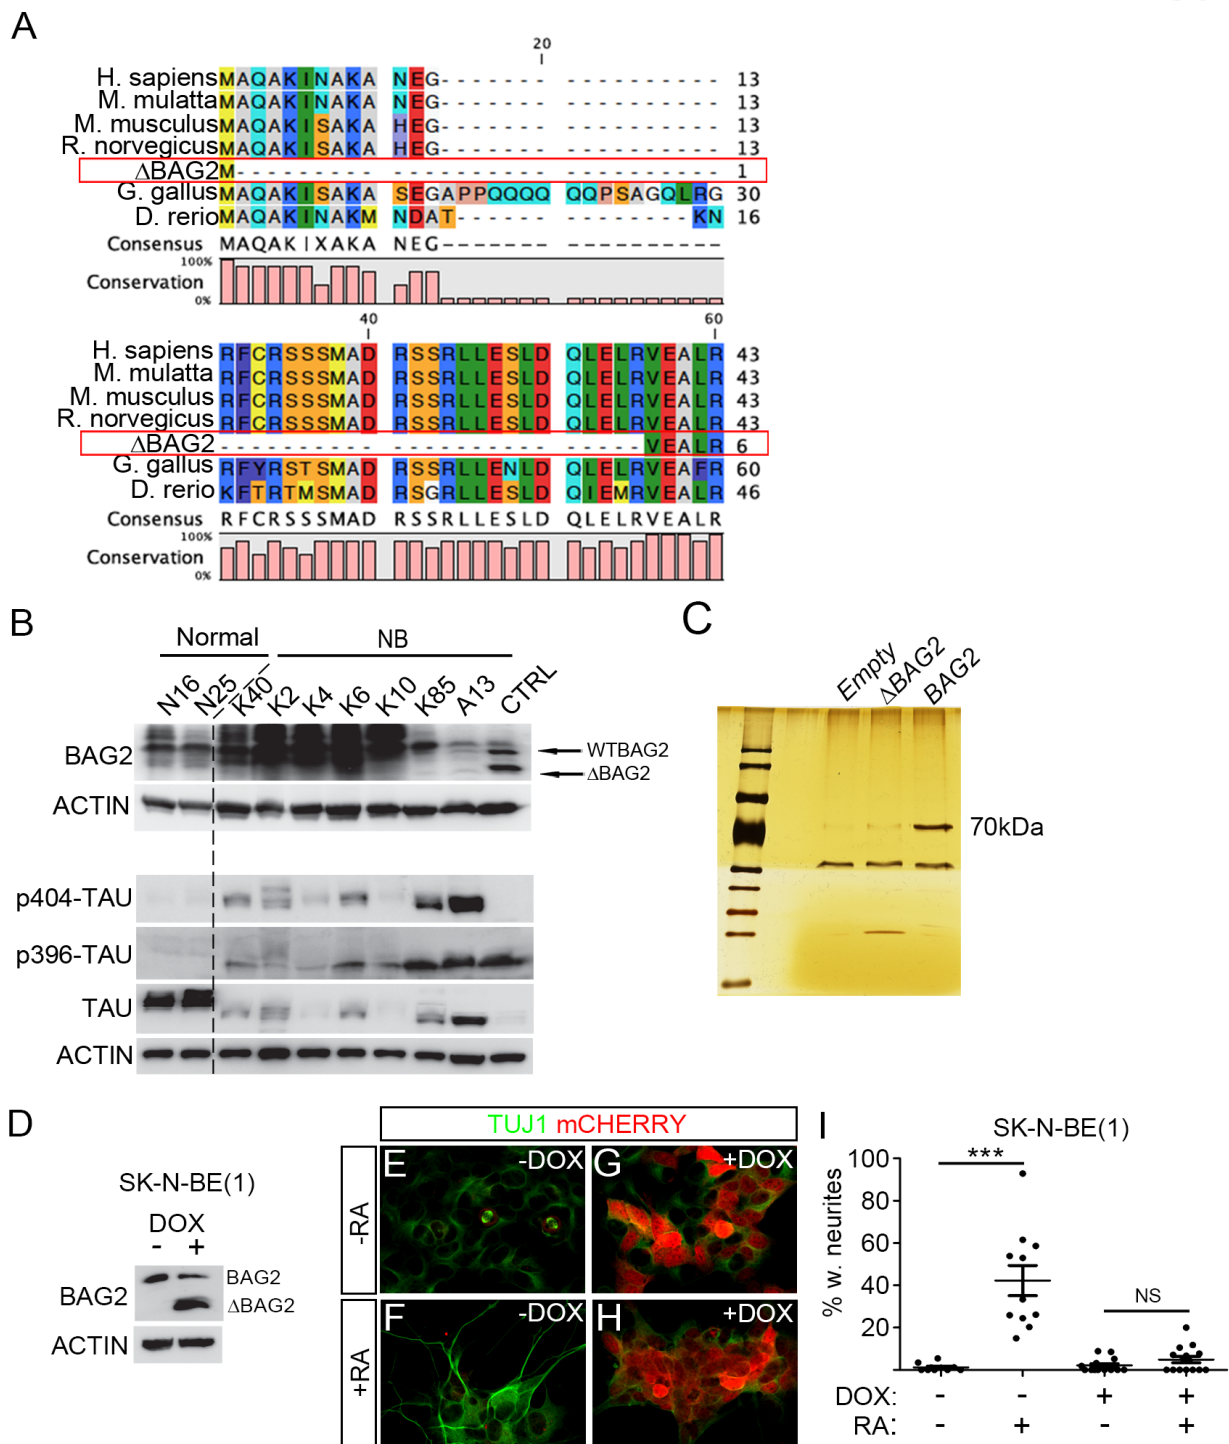 A
20
H. sapiens MAQAKINAKA NEG- - - - - - - - - - - - - - - - - 13
M. mulatta MAQAKINAKA NEG- - - - - - - - - - - - - - - - - 13
M. musculus MAQAKISAKA HEG- - - - - - - - - - - - - - - - - 13
R. norvegicus MAQAKISAKA HEG- - - - - - - - - - - - - - - - - 13
ΔBAG2 M- - - - - - - - - - - - - - - - - - - - - - - - - - - - - 1
G. gallus MAQAKISAKA SEGAPPQQQQ QQPSAGQLRG 30
D. rerio MAQAKINAKM NDAT- - - - - - - - - - - - - - KN 16
Consensus MAQAKIXAKA NEG- - - - - - - - - - - - - - - - -
100%
Conservation
0%
40 60
H. sapiens RFCRSSSMAD RSSRLLESLD QLELRVEALR 43
M. mulatta RFCRSSSMAD RSSRLLESLD QLELRVEALR 43
M. musculus RFCRSSSMAD RSSRLLESLD QLELRVEALR 43
R. norvegicus RFCRSSSMAD RSSRLLESLD QLELRVEALR 43
ΔBAG2 - - - - - - - - - - - - - - - - - - - - - - - - - VEALR 6
G. gallus RFYRSTSMAD RSSRLLENLD QLELRVEAFR 60
D. rerio KFTRTMSMAD RSGRLLESLD QIEMRVEALR 46
Consensus RFCRSSSMAD RSSRLLESLD QLELRVEALR
100%
Conservation
0%
B
Normal NB
N16 N25 K40 K2 K4 K6 K10 K85 A13 CTRL
BAG2
WTBAG2
ΔBAG2
ACTIN
p404-TAU
p396-TAU
TAU
ACTIN
C
Empty ΔBAG2 BAG2
70kDa
D
SK-N-BE(1)
DOX
- +
BAG2 BAG2
ΔBAG2
ACTIN
TUJ1 mCHERRY
-RA
E -DOX G +DOX
+RA
F -DOX H +DOX
I
SK-N-BE(1)
% w. neurites
100
80
60
40
20
*** NS
DOX: - - + +
RA: - + - +